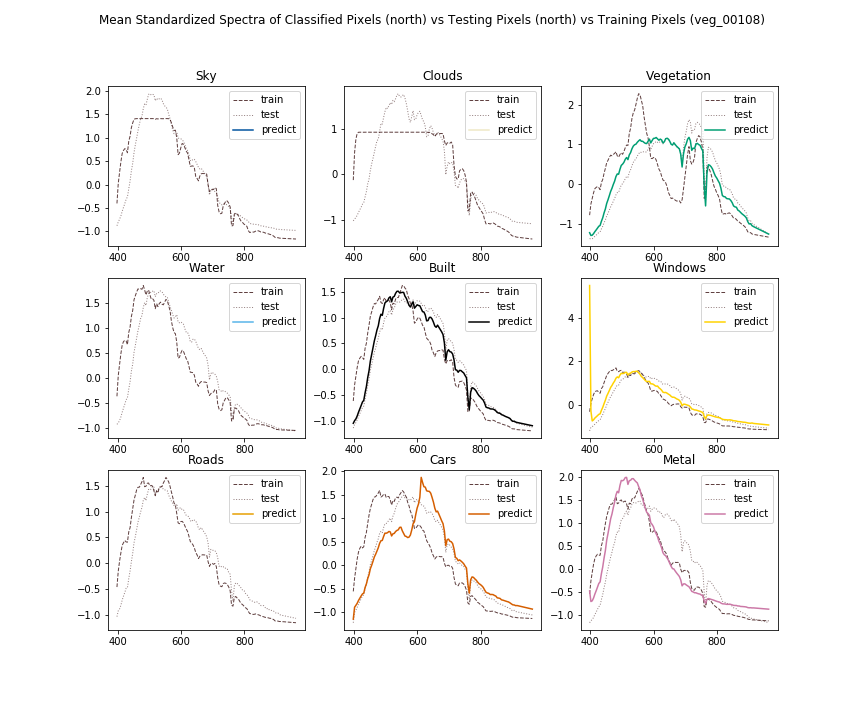 Mean Standardized Spectra of Classified Pixels (north) vs Testing Pixels (north) vs Training Pixels (veg_00108)
Sky
train
test
predict
2.0
1.5
1.0
0.5
0.0
−0.5
−1.0
400
600
800
Clouds
train
test
predict
1
0
−1
400
600
800
Vegetation
train
test
predict
2
1
0
−1
400
600
800
Water
train
test
predict
1.5
1.0
0.5
0.0
−0.5
−1.0
400
600
800
Built
train
test
predict
1.5
1.0
0.5
0.0
−0.5
−1.0
400
600
800
Windows
train
test
predict
4
2
0
400
600
800
Roads
train
test
predict
1.5
1.0
0.5
0.0
−0.5
−1.0
400
600
800
Cars
train
test
predict
2.0
1.5
1.0
0.5
0.0
−0.5
−1.0
400
600
800
Metal
train
test
predict
2.0
1.5
1.0
0.5
0.0
−0.5
−1.0
400
600
800